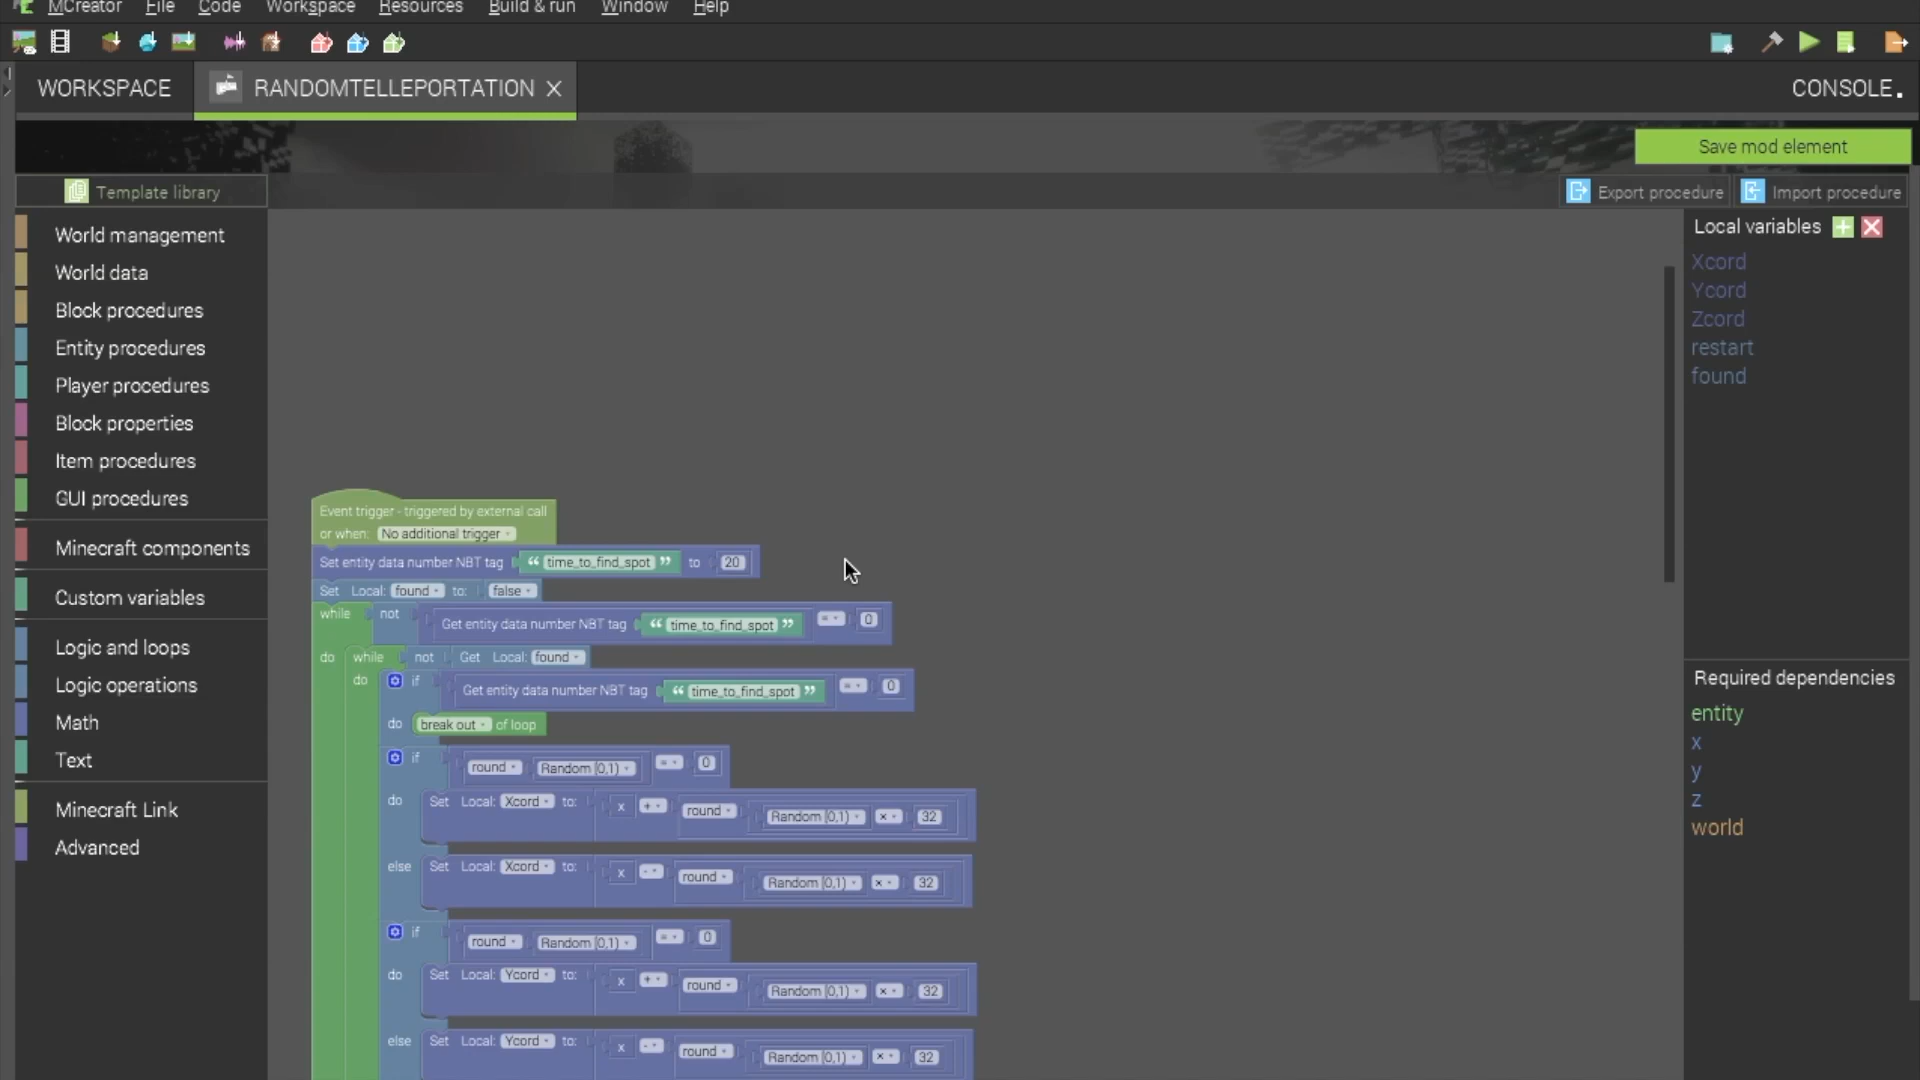 MCreator File Code Workspace Resources Build & run Window Help
WORKSPACE RANDOMTELLEPORTATION CONSOLE
Save mod element
Template library Export procedure Import procedure
World management
World data
Block procedures
Entity procedures
Player procedures
Block properties
Item procedures
GUI procedures
Minecraft components
Custom variables
Logic and loops
Logic operations
Math
Text
Minecraft Link
Advanced
Event trigger - triggered by external call
or when: No additional trigger
Set entity data number NBT tag “ time_to_find_spot ” to 20
Set Local: found to: false
while not Get entity data number NBT tag “ time_to_find_spot ” = 0
do while not Get Local: found
do if Get entity data number NBT tag “ time_to_find_spot ” = 0
do break out of loop
if round Random [0,1) = 0
do Set Local: Xcord to: x + round Random [0,1) × 32
else Set Local: Xcord to: x - round Random [0,1) × 32
if round Random [0,1) = 0
do Set Local: Ycord to: x + round Random [0,1) × 32
else Set Local: Ycord to: x - round Random [0,1) × 32
Local variables
Xcord
Ycord
Zcord
restart
found
Required dependencies
entity
x
y
z
world